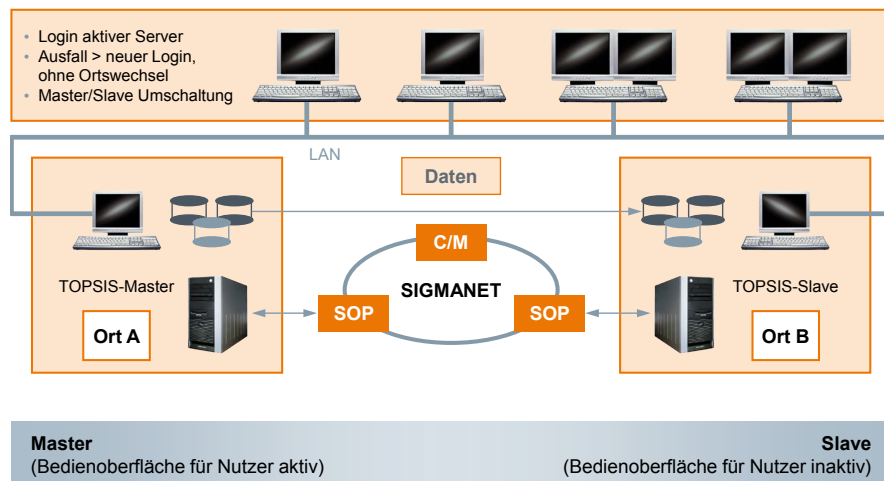 • Login aktiver Server
• Ausfall > neuer Login,
ohne Ortswechsel
• Master/Slave Umschaltung
LAN
Daten
C/M
SIGMANET
SOP
SOP
TOPSIS-Master
Ort A
TOPSIS-Slave
Ort B
Master
(Bedienoberfläche für Nutzer aktiv)
Slave
(Bedienoberfläche für Nutzer inaktiv)